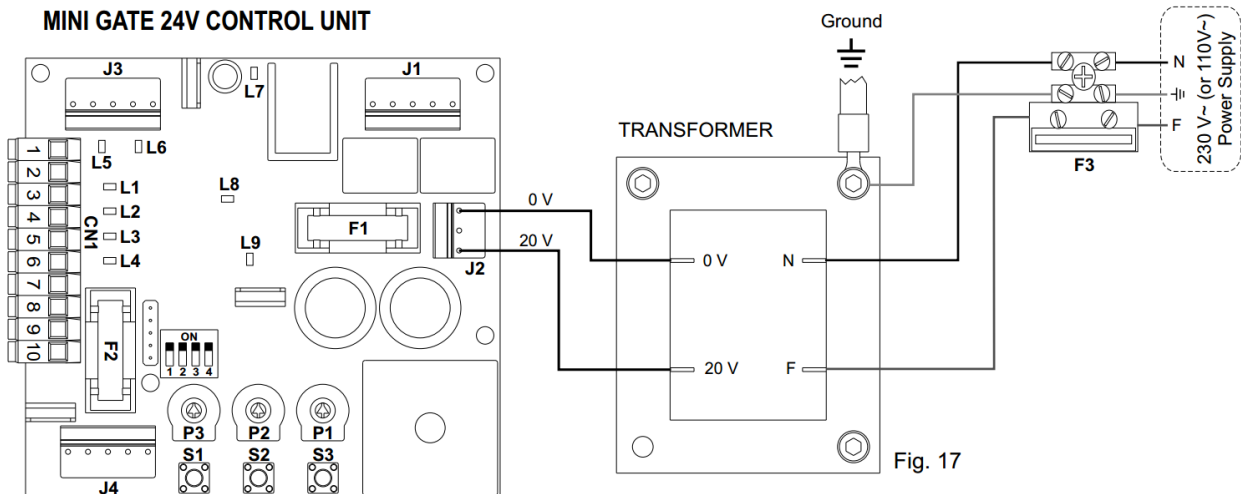 MINI GATE 24V CONTROL UNIT
Ground
230 V~ (or 110V~)
Power Supply
N
F
F3
J3
L7
J1
TRANSFORMER
1
2
3
4
5
6
7
8
9
10
CN1
L5
L6
L1
L2
L3
L4
L8
L9
F1
J2
0 V
20 V
0 V
N
20 V
F
F2
ON
1 2 3 4
P3
P2
P1
S1
S2
S3
J4
Fig. 17